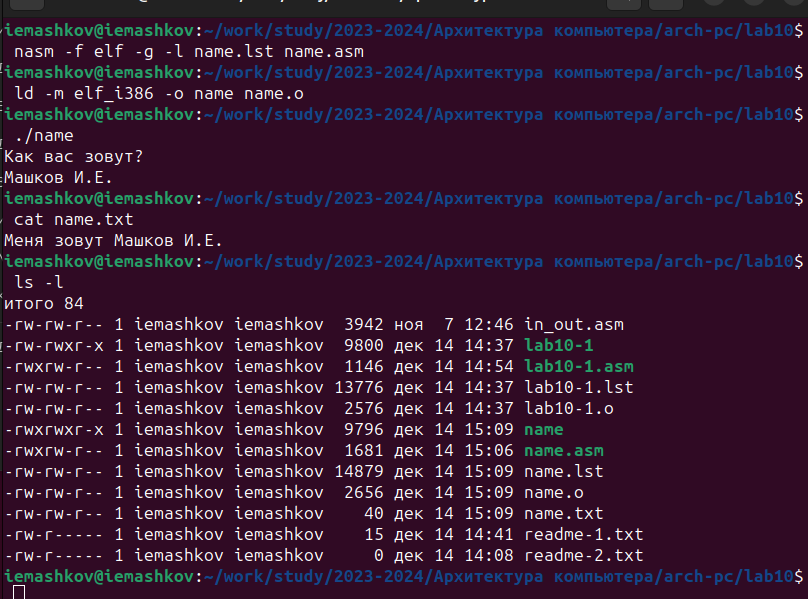 iemashkov@iemashkov:~/work/study/2023-2024/Архитектура компьютера/arch-pc/lab10$
nasm -f elf -g -l name.lst name.asm
iemashkov@iemashkov:~/work/study/2023-2024/Архитектура компьютера/arch-pc/lab10$
ld -m elf_i386 -o name name.o
iemashkov@iemashkov:~/work/study/2023-2024/Архитектура компьютера/arch-pc/lab10$
./name
Как вас зовут?
Машков И.Е.
iemashkov@iemashkov:~/work/study/2023-2024/Архитектура компьютера/arch-pc/lab10$
cat name.txt
Меня зовут Машков И.Е.
iemashkov@iemashkov:~/work/study/2023-2024/Архитектура компьютера/arch-pc/lab10$
ls -l
итого 84
-rw-rw-r-- 1 iemashkov iemashkov  3942 ноя  7 12:46 in_out.asm
-rw-rwxr-x 1 iemashkov iemashkov  9800 дек 14 14:37 lab10-1
-rwxrw-r-- 1 iemashkov iemashkov  1146 дек 14 14:54 lab10-1.asm
-rw-rw-r-- 1 iemashkov iemashkov 13776 дек 14 14:37 lab10-1.lst
-rw-rw-r-- 1 iemashkov iemashkov  2576 дек 14 14:37 lab10-1.o
-rwxrwxr-x 1 iemashkov iemashkov  9796 дек 14 15:09 name
-rwxrw-r-- 1 iemashkov iemashkov  1681 дек 14 15:06 name.asm
-rw-rw-r-- 1 iemashkov iemashkov 14879 дек 14 15:09 name.lst
-rw-rw-r-- 1 iemashkov iemashkov  2656 дек 14 15:09 name.o
-rw-rw-r-- 1 iemashkov iemashkov    40 дек 14 15:09 name.txt
-rw-r----- 1 iemashkov iemashkov    15 дек 14 14:41 readme-1.txt
-rw-r----- 1 iemashkov iemashkov     0 дек 14 14:08 readme-2.txt
iemashkov@iemashkov:~/work/study/2023-2024/Архитектура компьютера/arch-pc/lab10$